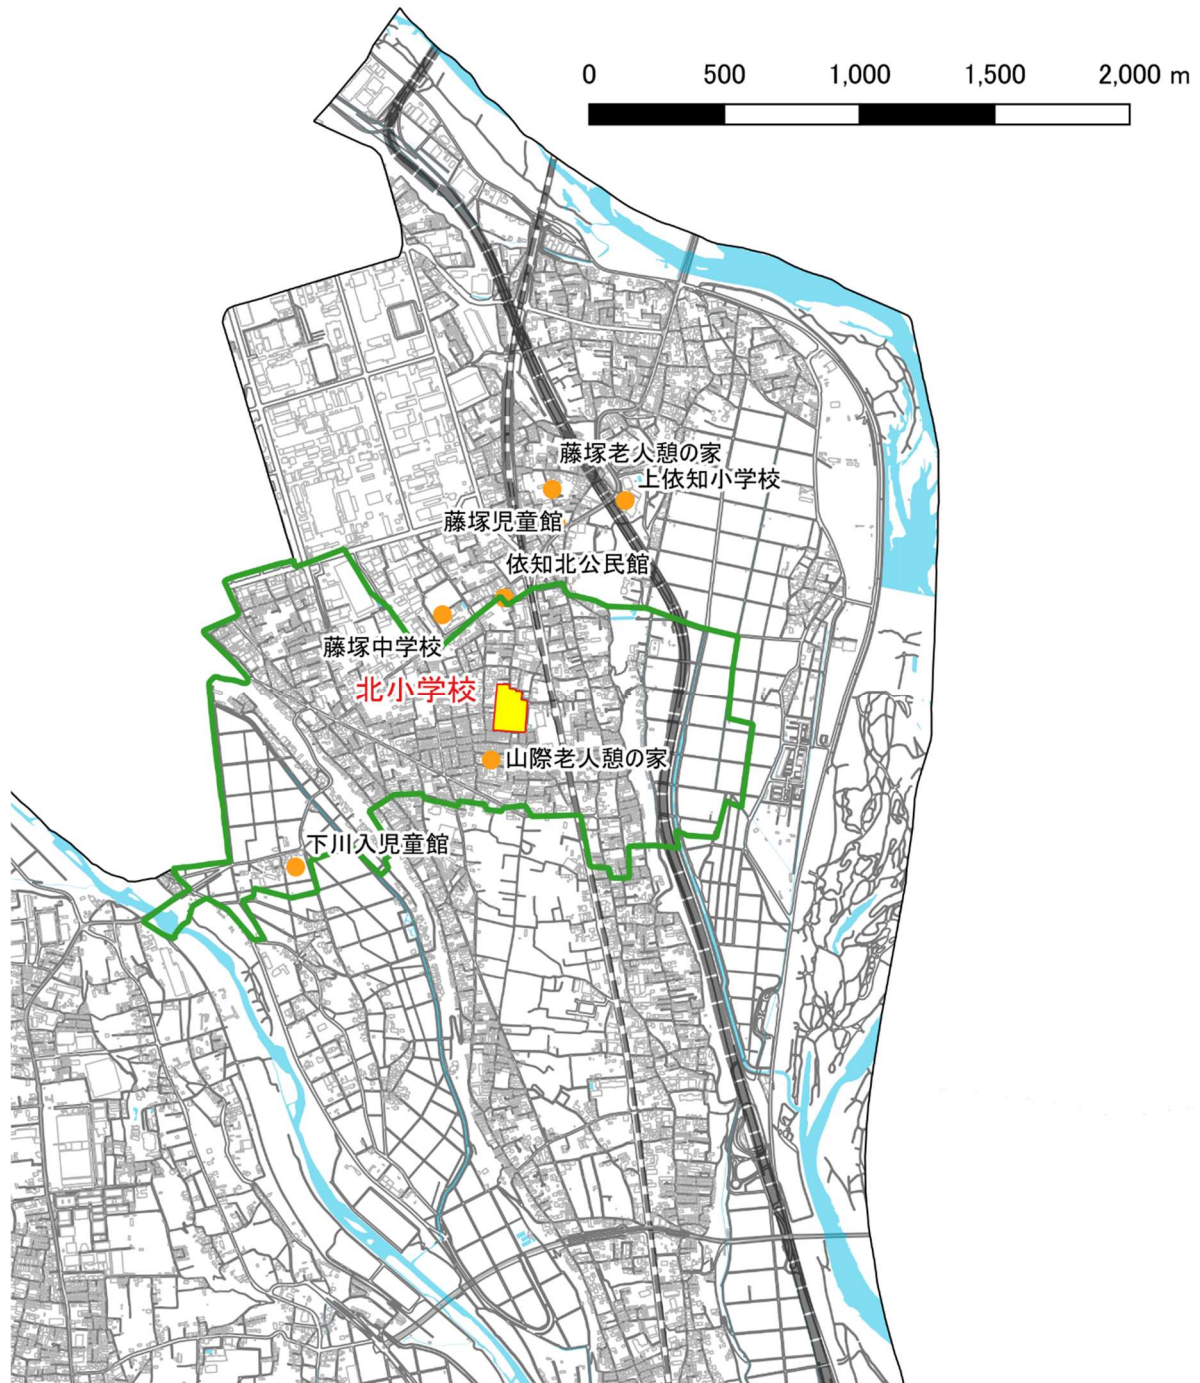 0 500 1,000 1,500 2,000 m
藤塚老人憩の家
上依知小学校
藤塚児童館
依知北公民館
藤塚中学校
北小学校
山際老人憩の家
下川入児童館